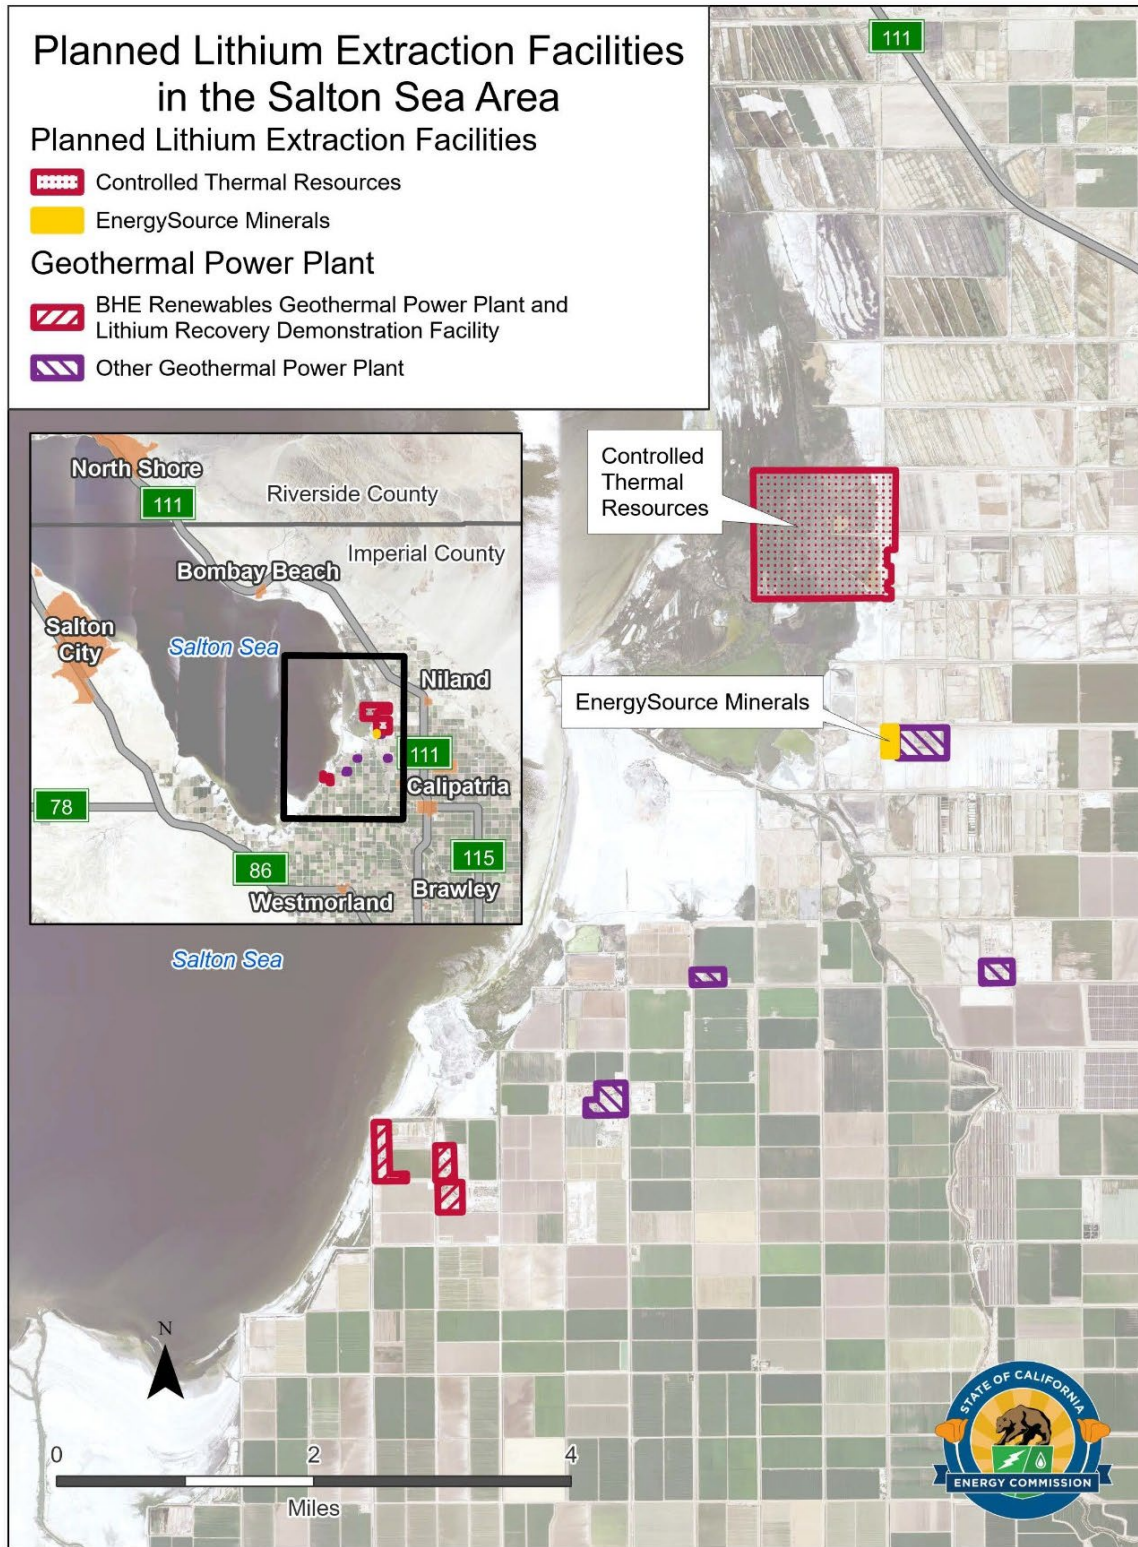 Planned Lithium Extraction Facilities
in the Salton Sea Area
Planned Lithium Extraction Facilities
Controlled Thermal Resources
EnergySource Minerals
Geothermal Power Plant
BHE Renewables Geothermal Power Plant and
Lithium Recovery Demonstration Facility
Other Geothermal Power Plant
111
Controlled
Thermal
Resources
EnergySource Minerals
North Shore
111
Riverside County
Imperial County
Bombay Beach
Salton
City
Salton Sea
Niland
111
Calipatria
78
86
115
Westmorland
Brawley
Salton Sea
N
0
2
4
Miles
STATE OF CALIFORNIA
ENERGY COMMISSION